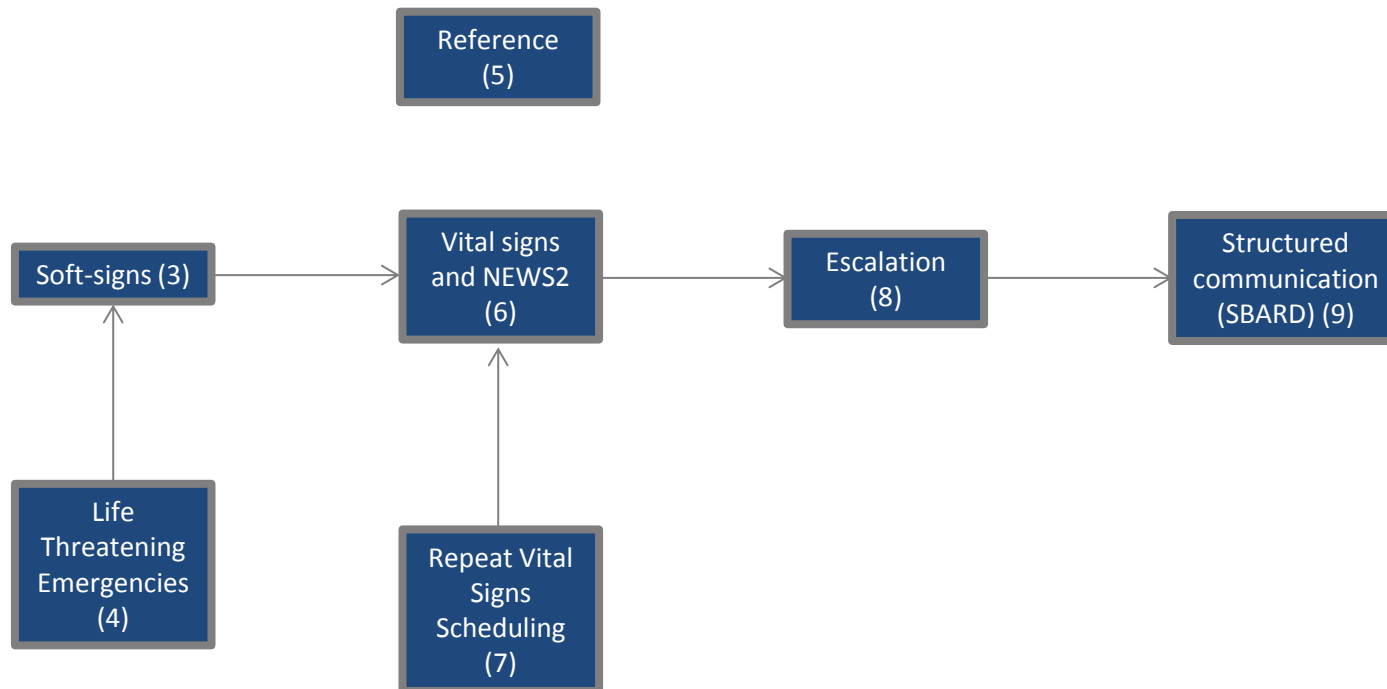 Reference
(5)
Soft-signs (3)
Vital signs
and NEWS2
(6)
Escalation
(8)
Structured
communication
(SBARD) (9)
Life
Threatening
Emergencies
(4)
Repeat Vital
Signs
Scheduling
(7)